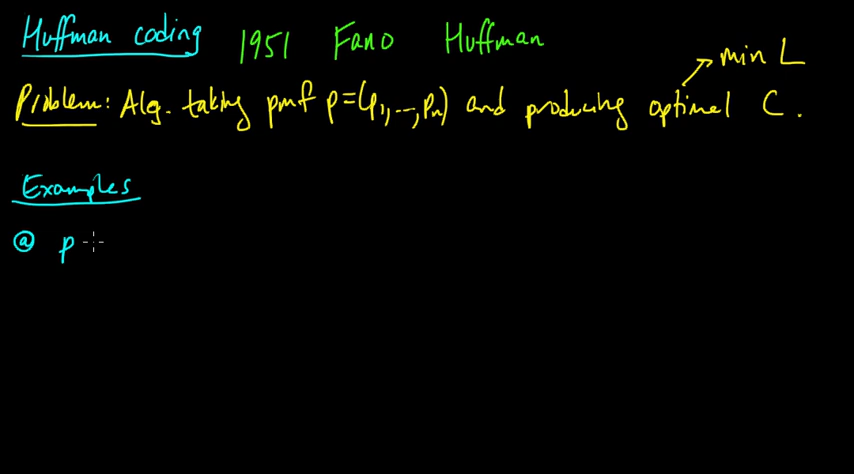 Huffman coding 1951 Fano Huffman
min L
Problem: Alg. taking pmf p=(p₁,...,pₙ) and producing optimal C.
Examples
ⓐ p